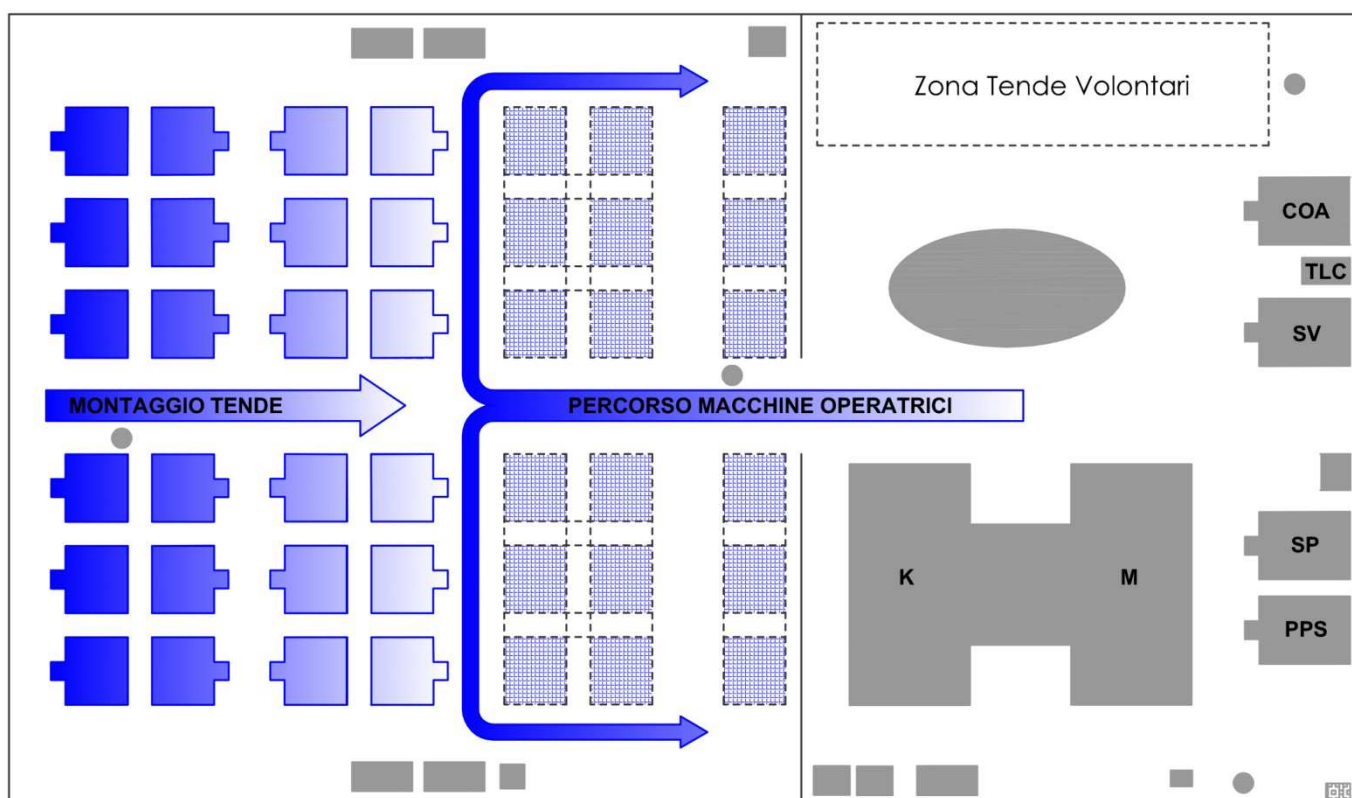 Zona Tende Volontari
COA
TLC
SV
MONTAGGIO TENDE
PERCORSO MACCHINE OPERATRICI
SP
K
M
PPS